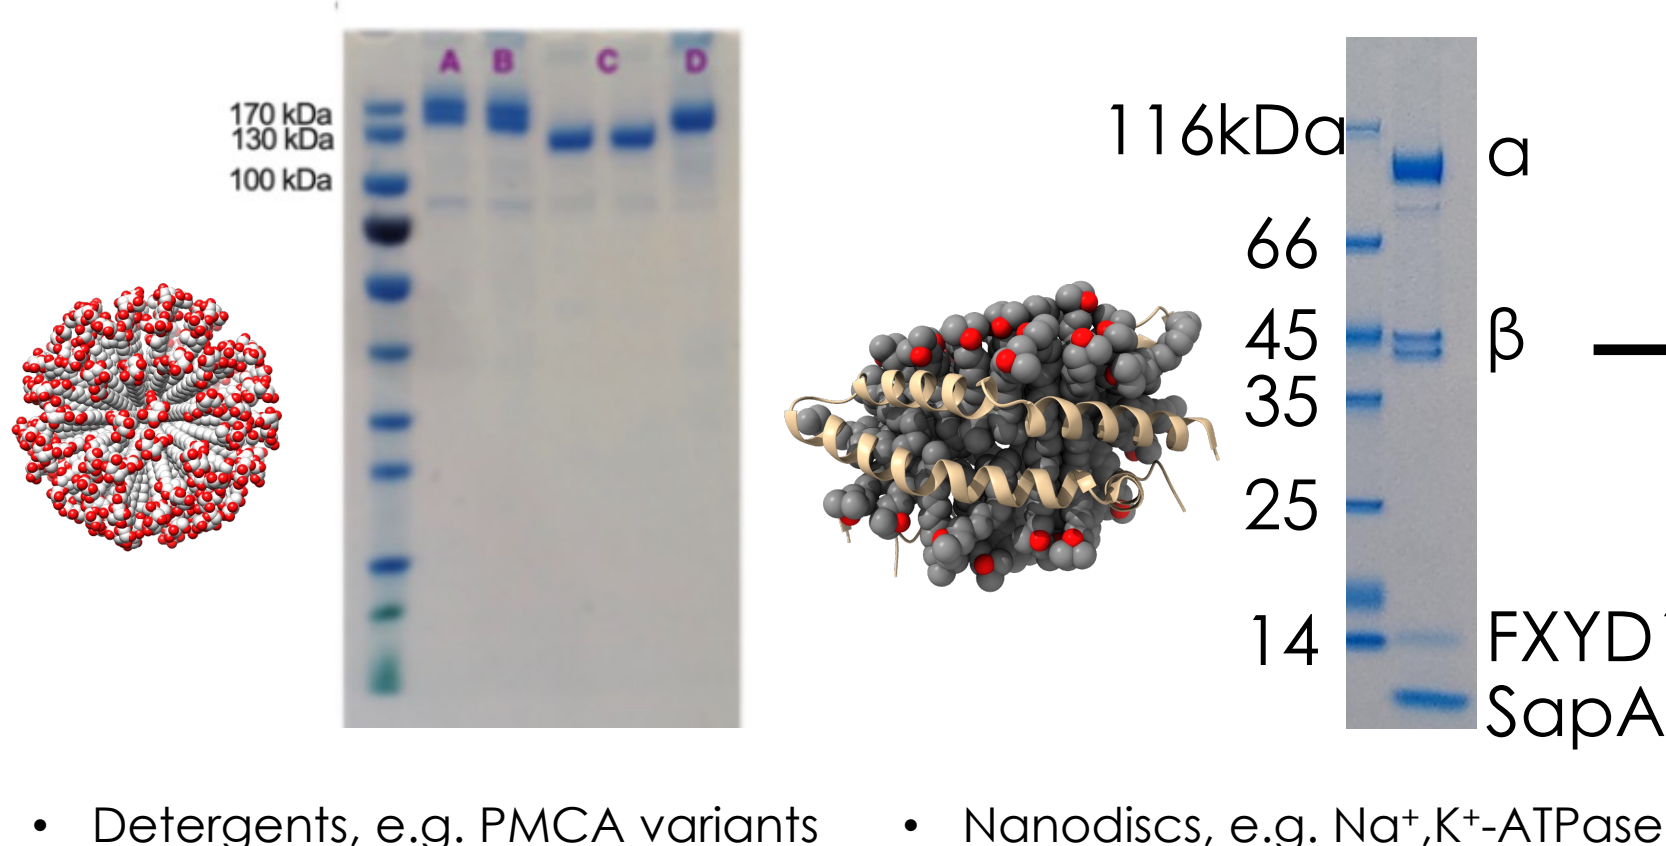 A B C D
170 kDa
130 kDa
100 kDa
116kDa
66
45
35
25
14
α
β
FXYD
SapA
• Detergents, e.g. PMCA variants
• Nanodiscs, e.g. Na⁺,K⁺-ATPase